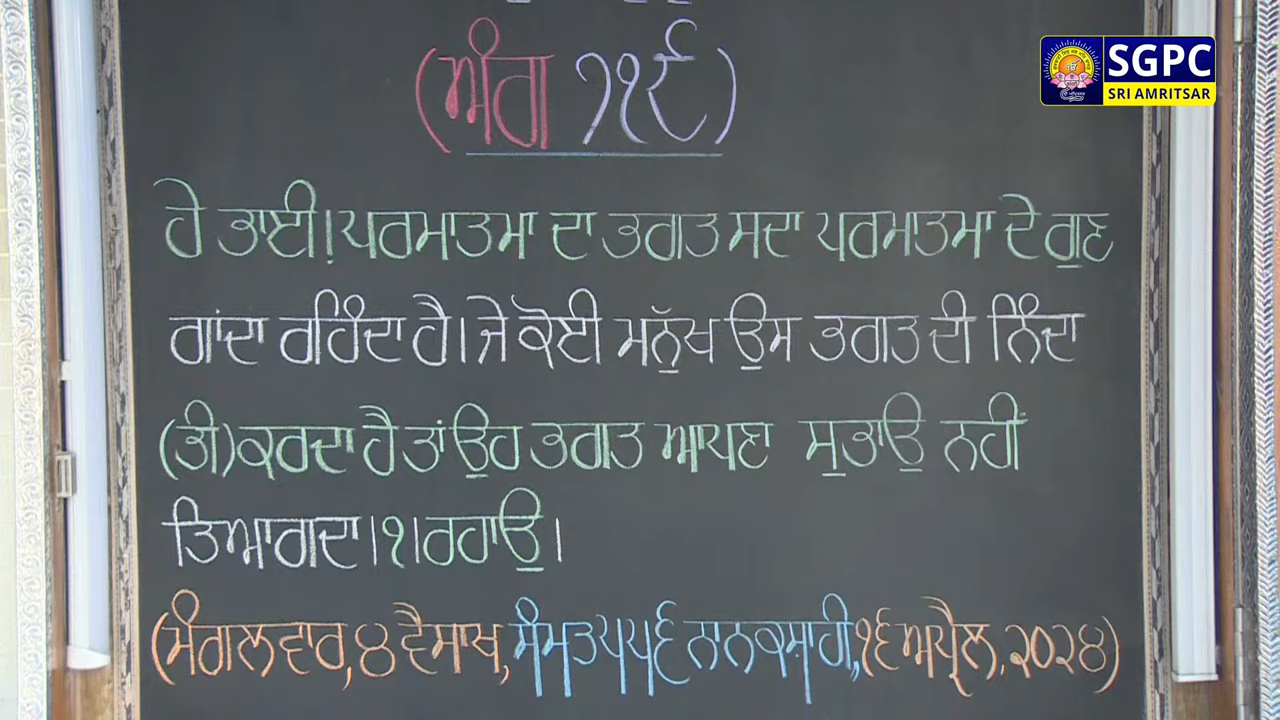 (ਅੰਗ ੭੧੯)
SGPC
SRI AMRITSAR
ਹੇ ਭਾਈ! ਪਰਮਾਤਮਾ ਦਾ ਭਗਤ ਸਦਾ ਪਰਮਾਤਮਾ ਦੇ ਗੁਣ
ਗਾਂਦਾ ਰਹਿੰਦਾ ਹੈ। ਜੇ ਕੋਈ ਮਨੁੱਖ ਉਸ ਭਗਤ ਦੀ ਨਿੰਦਾ
(ਭੀ) ਕਰਦਾ ਹੈ ਤਾਂ ਉਹ ਭਗਤ ਆਪਣਾ ਸੁਭਾਉ ਨਹੀਂ
ਤਿਆਗਦਾ।੧।ਰਹਾਉ।
(ਮੰਗਲਵਾਰ, ੪ ਵੈਸਾਖ, ਸੰਮਤ ੫੫੬ ਨਾਨਕਸ਼ਾਹੀ, ੧੬ ਅਪ੍ਰੈਲ, ੨੦੨੪)